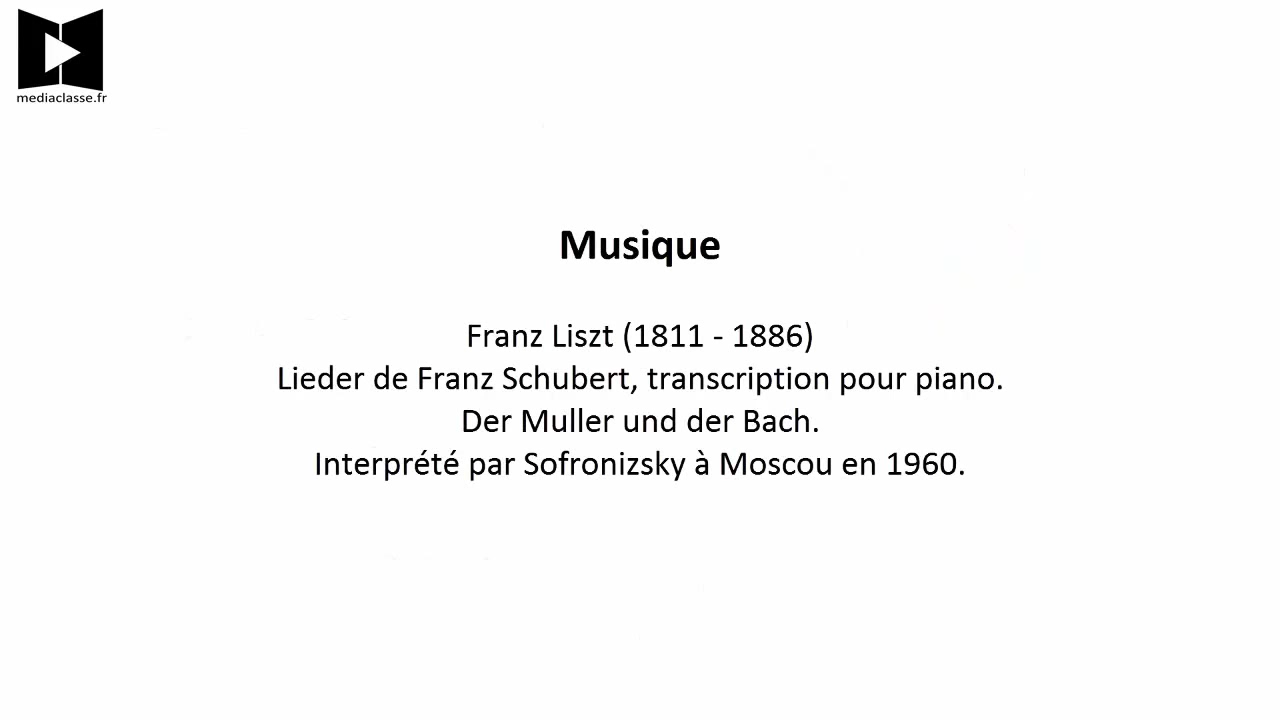 mediaclasse.fr
Musique
Franz Liszt (1811 - 1886)
Lieder de Franz Schubert, transcription pour piano.
Der Muller und der Bach.
Interprété par Sofronizsky à Moscou en 1960.